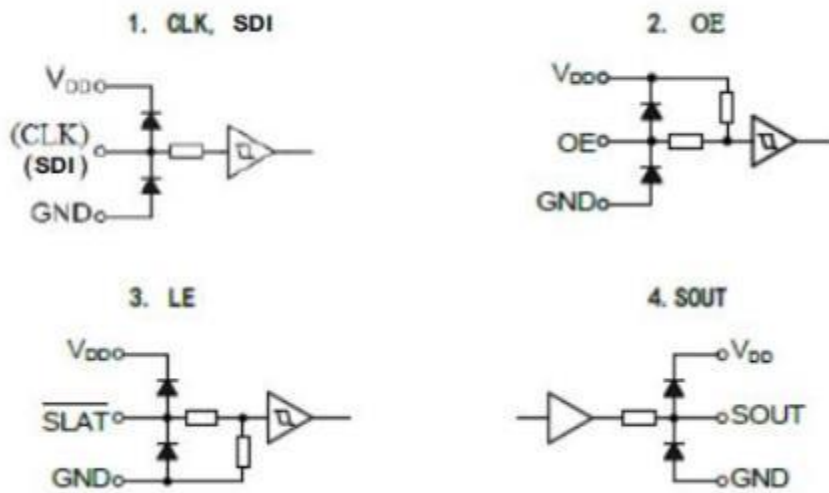 1. CLK, SDI
VDD
(CLK)
(SDI)
GND
2. OE
VDD
OE
GND
3. LE
VDD
SLAT
GND
4. SOUT
VDD
SOUT
GND